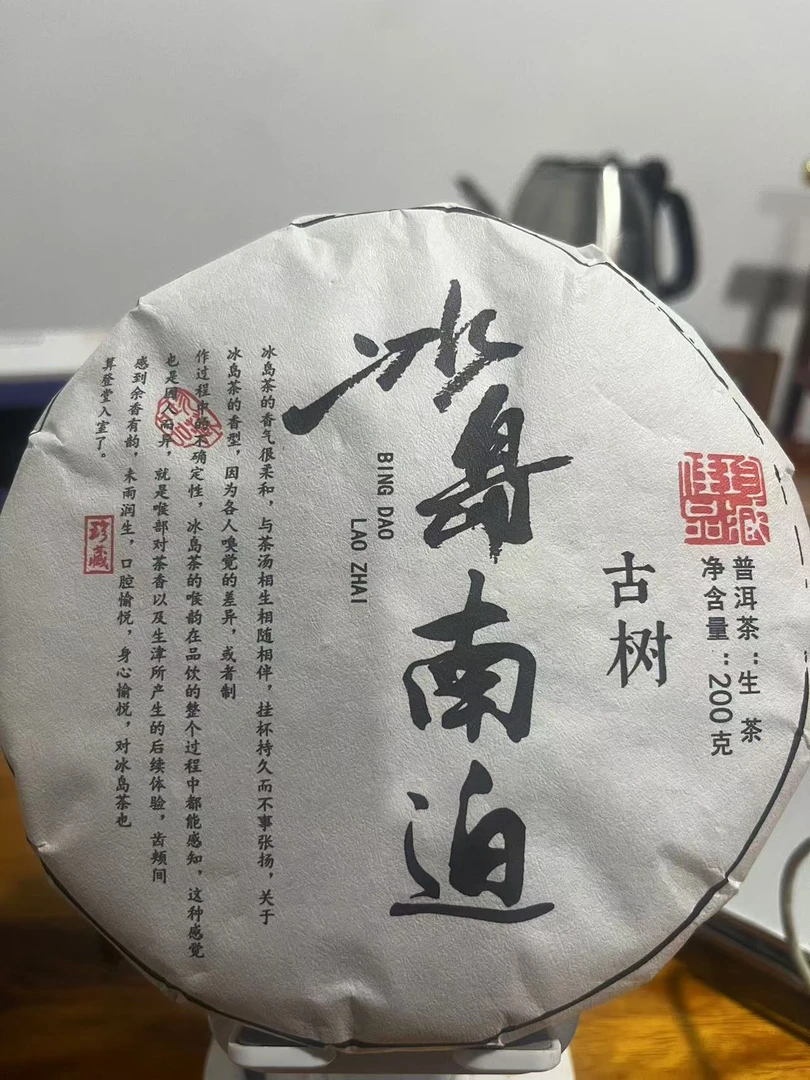 珍藏
佳品
普洱茶：生 茶
净含量：200克
古树
冰岛南迫
BING DAO
LAO ZHAI
冰岛茶的香气很柔和，与茶汤相生相随相伴，挂杯持久而不事张扬，关于
冰岛茶的香型，因为各人嗅觉的差异，或者制
作过程中的不确定性，冰岛茶的喉韵在品饮的整个过程中都能感知，这种感觉
也是因人而异，就是喉部对茶香以及生津所产生的后续体验，齿颊间
感到余香有韵，未雨润生，口腔愉悦，身心愉悦，对冰岛茶也
算登堂入室了。
珍藏